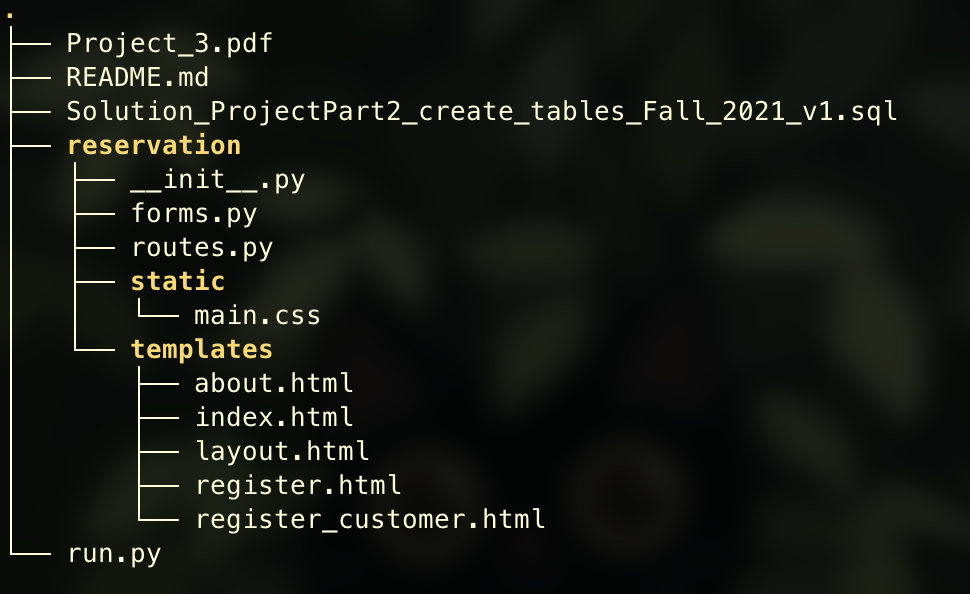 .
├── Project_3.pdf
├── README.md
├── Solution_ProjectPart2_create_tables_Fall_2021_v1.sql
├── reservation
│   ├── __init__.py
│   ├── forms.py
│   ├── routes.py
│   ├── static
│   │   └── main.css
│   └── templates
│       ├── about.html
│       ├── index.html
│       ├── layout.html
│       ├── register.html
│       └── register_customer.html
└── run.py